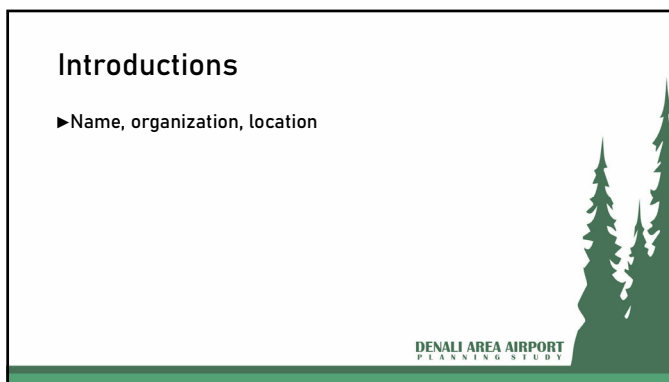 Introductions
►Name, organization, location
DENALI AREA AIRPORT
PLANNING STUDY